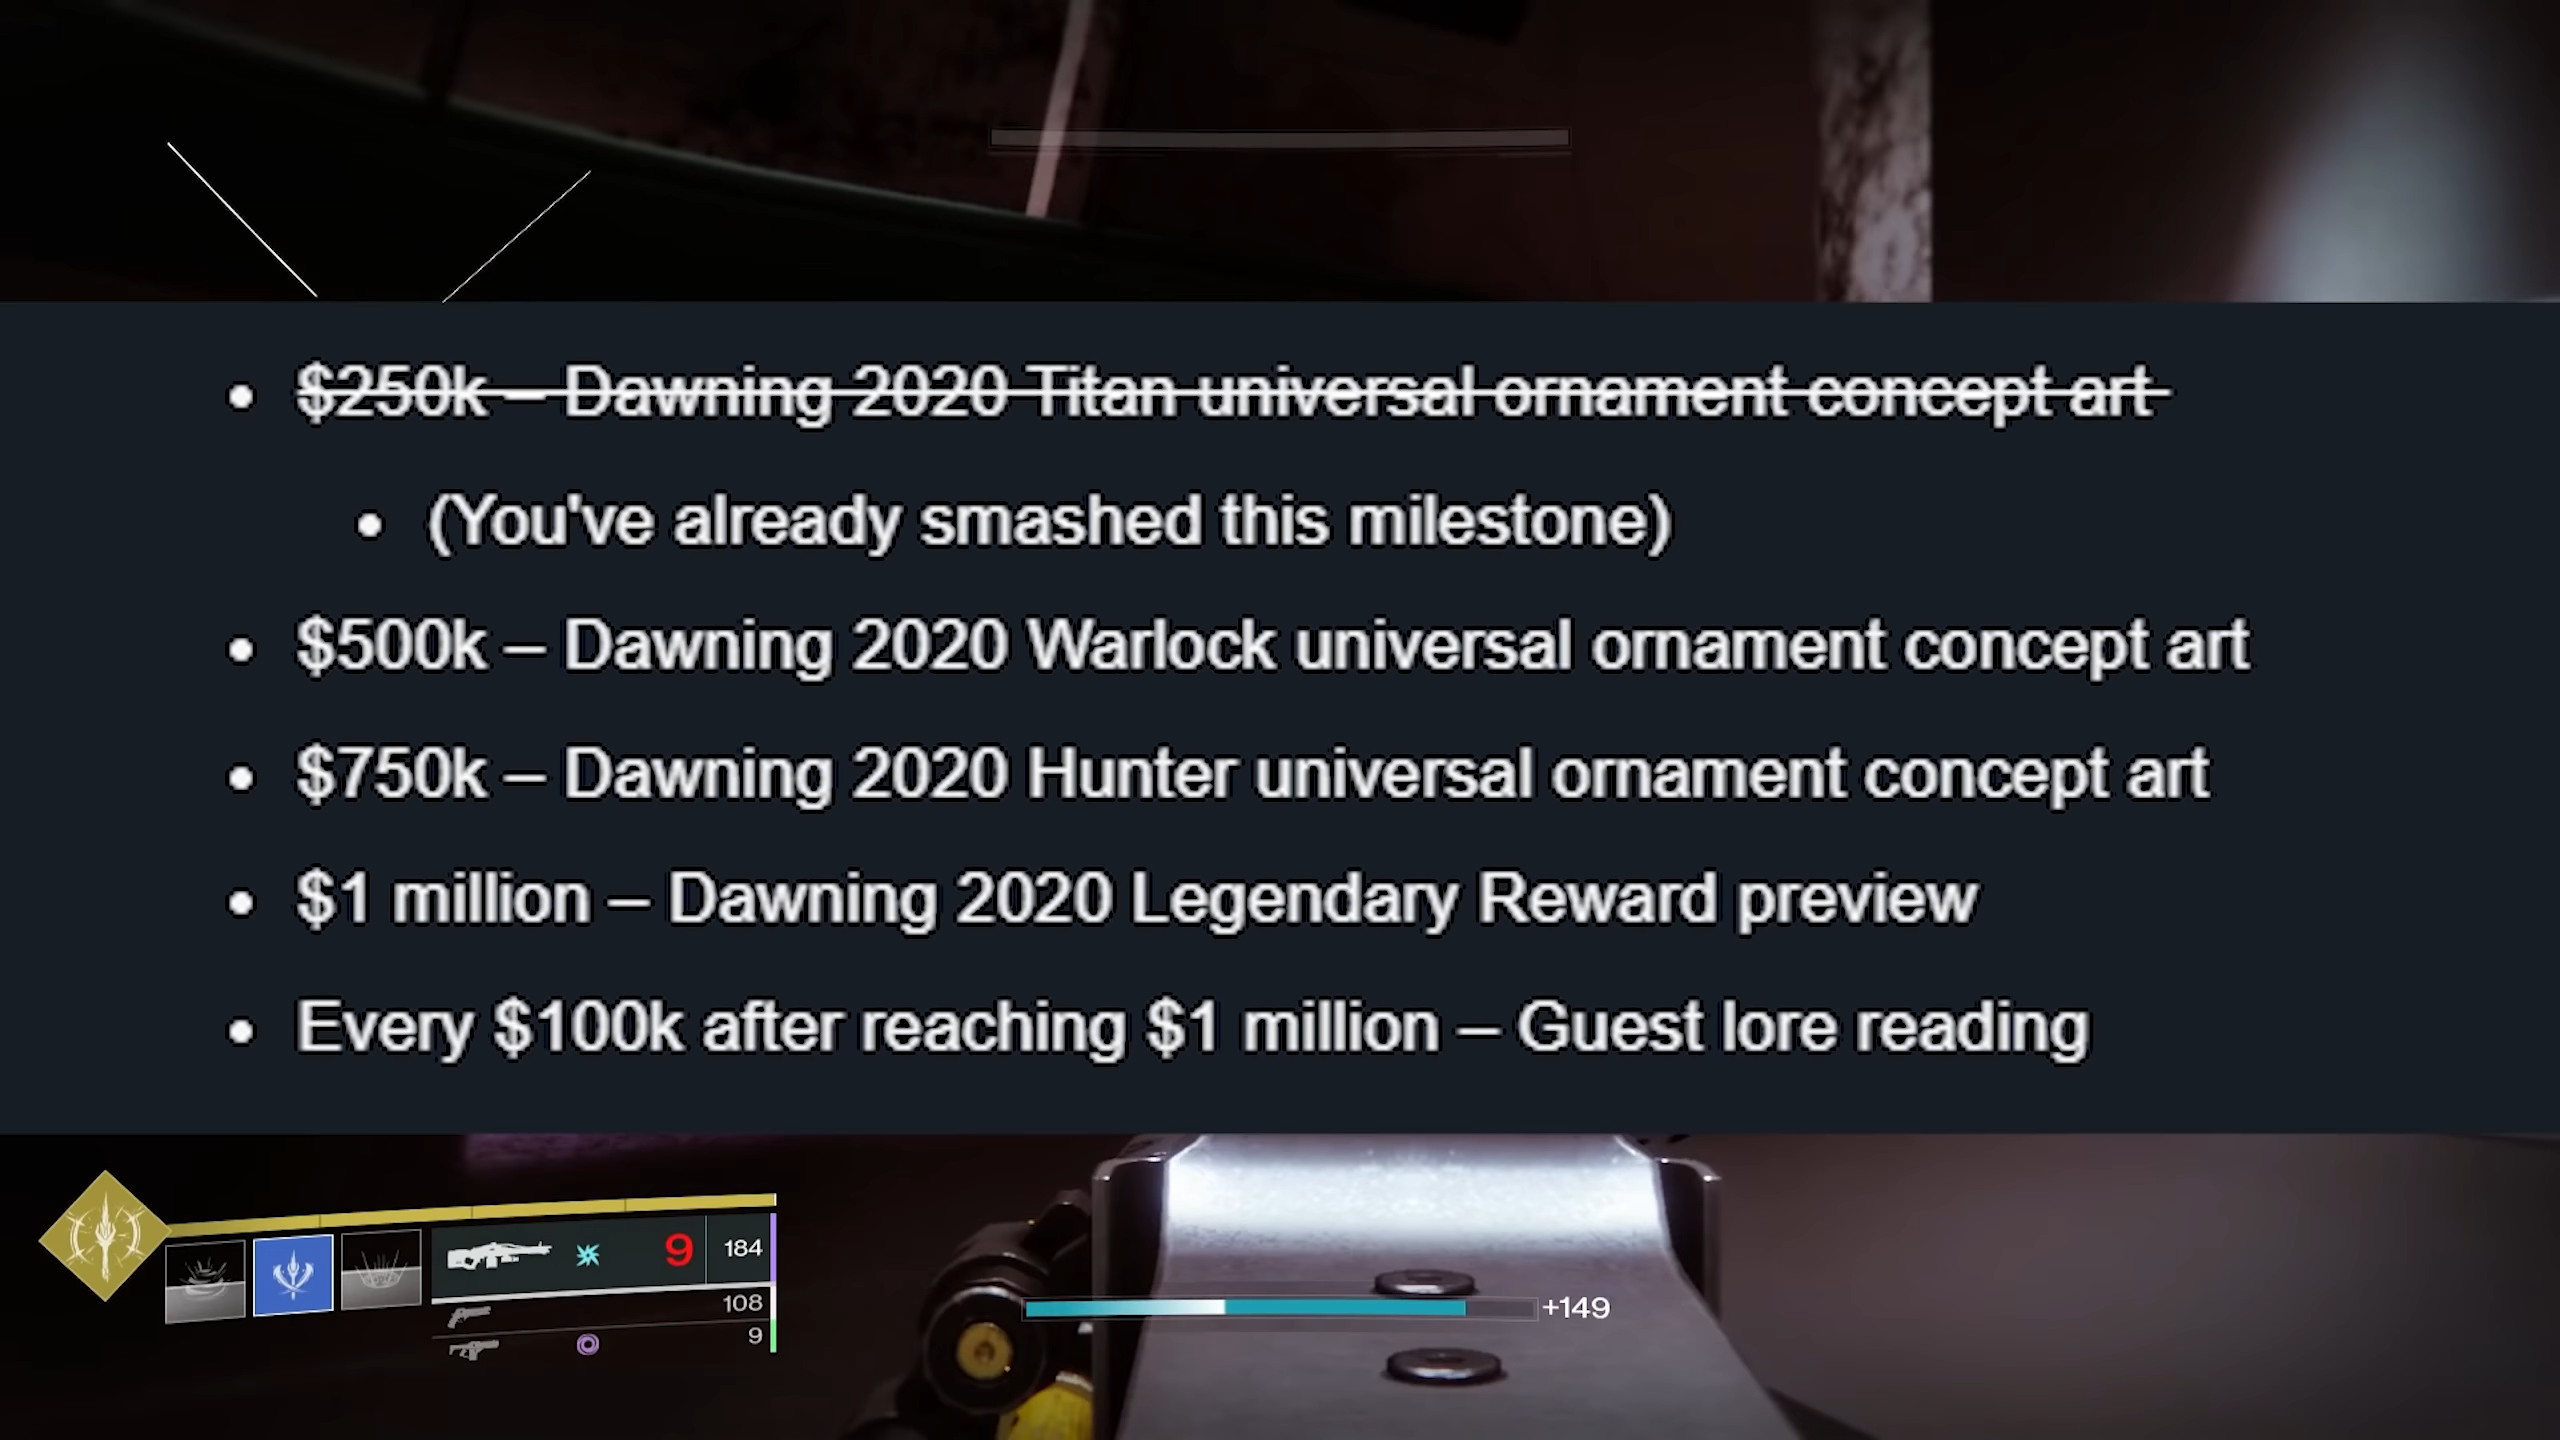 • $250k – Dawning 2020 Titan universal ornament concept art
• (You've already smashed this milestone)
• $500k – Dawning 2020 Warlock universal ornament concept art
• $750k – Dawning 2020 Hunter universal ornament concept art
• $1 million – Dawning 2020 Legendary Reward preview
• Every $100k after reaching $1 million – Guest lore reading
9 184
108
9
+149